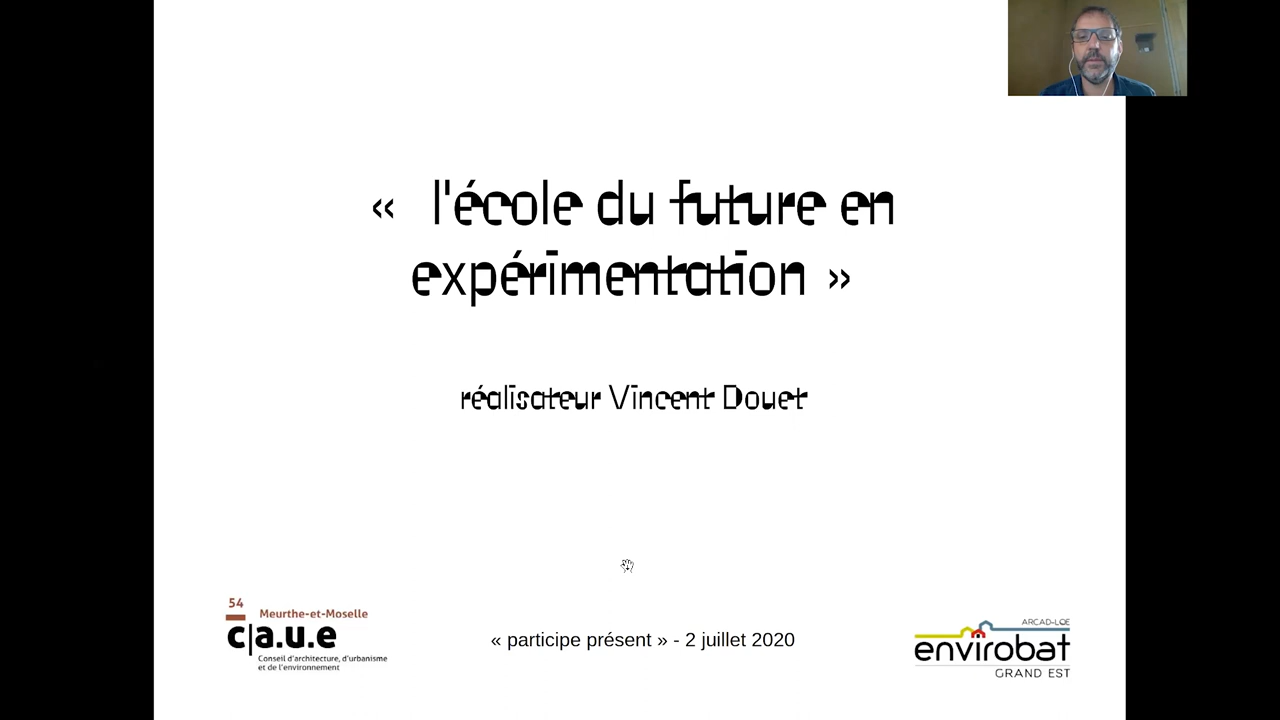 « l'école du future en
expérimentation »
réalisateur Vincent Douet
54
Meurthe-et-Moselle
c|a.u.e
Conseil d'architecture, d'urbanisme
et de l'environnement
« participe présent » - 2 juillet 2020
ARCAD-LQE
envirobat
GRAND EST